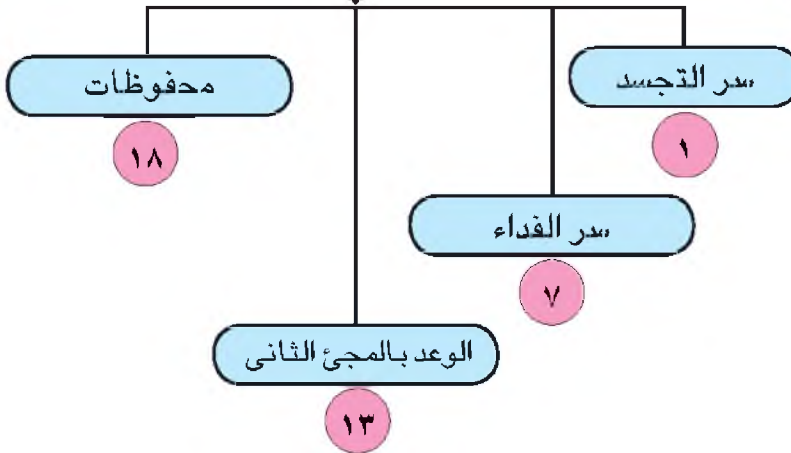 سر التجسد
١
محفوظات
١٨
سر الفداء
٧
الوعد بالمجئ الثانى
١٣